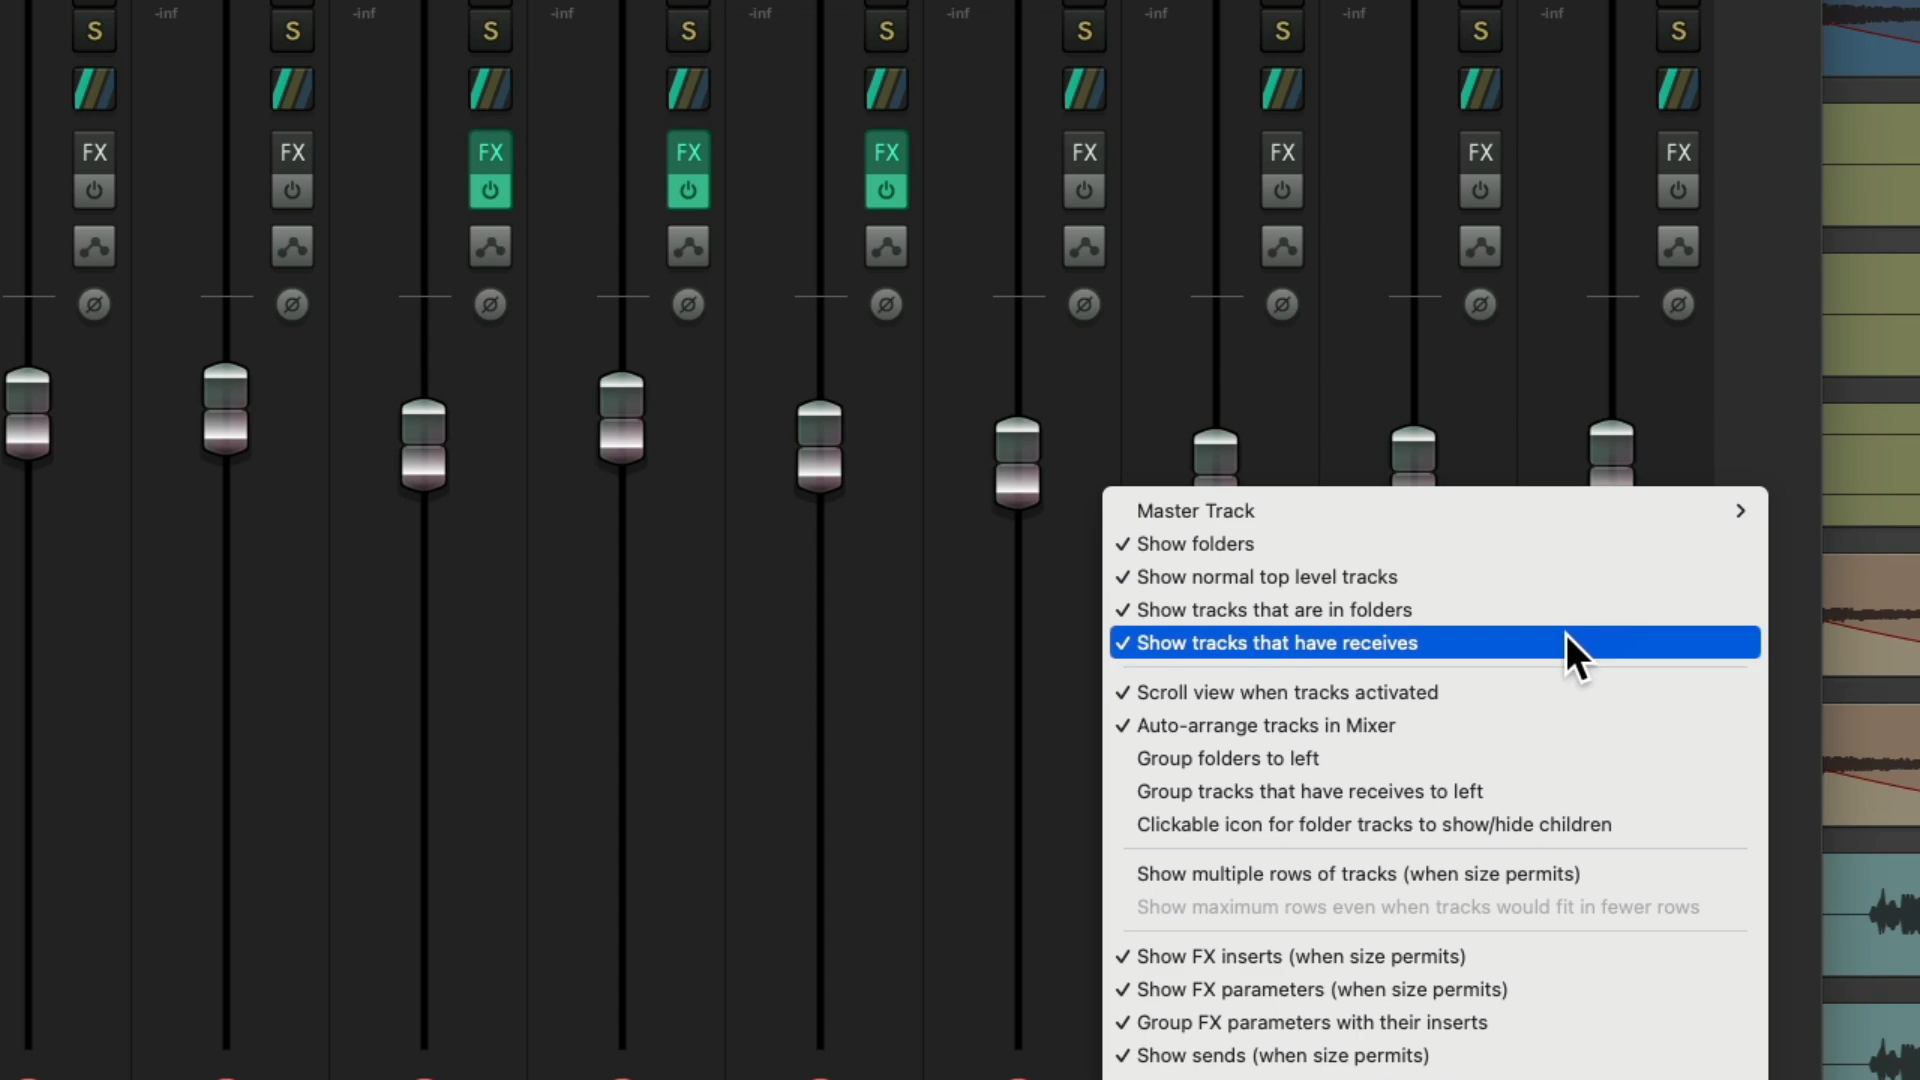 -inf -inf -inf -inf -inf -inf -inf -inf
S S S S S S S S S
FX FX FX FX FX FX FX FX FX
Master Track
Show folders
Show normal top level tracks
Show tracks that are in folders
Show tracks that have receives
Scroll view when tracks activated
Auto-arrange tracks in Mixer
Group folders to left
Group tracks that have receives to left
Clickable icon for folder tracks to show/hide children
Show multiple rows of tracks (when size permits)
Show maximum rows even when tracks would fit in fewer rows
Show FX inserts (when size permits)
Show FX parameters (when size permits)
Group FX parameters with their inserts
Show sends (when size permits)